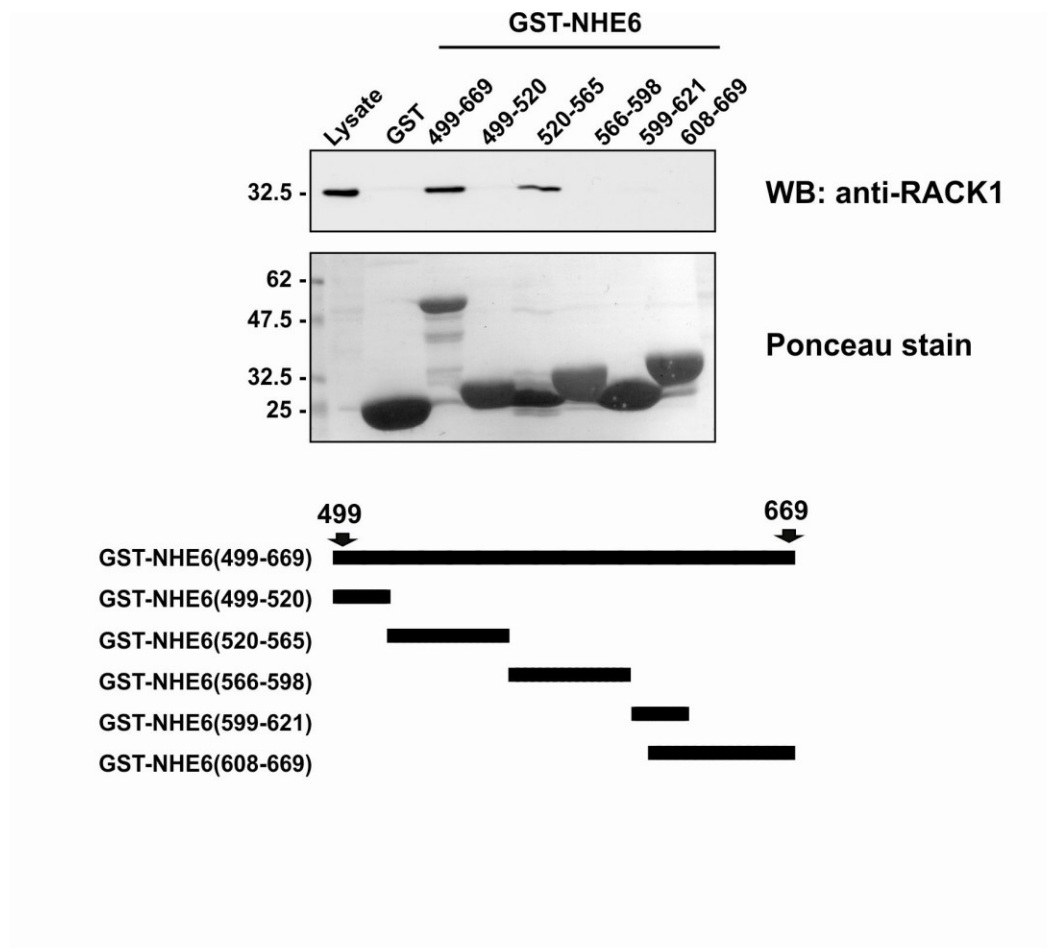 GST-NHE6
Lysate GST 499-669 499-520 520-565 566-598 599-621 608-669
32.5 -
WB: anti-RACK1
62 -
47.5 -
32.5 -
25 -
Ponceau stain
499 669
GST-NHE6(499-669)
GST-NHE6(499-520)
GST-NHE6(520-565)
GST-NHE6(566-598)
GST-NHE6(599-621)
GST-NHE6(608-669)